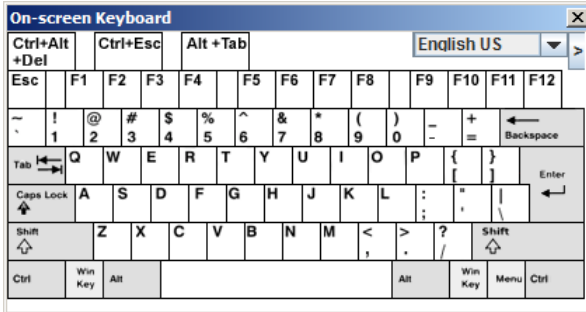 On-screen Keyboard
Ctrl+Alt +Del Ctrl+Esc Alt +Tab English US >
Esc F1 F2 F3 F4 F5 F6 F7 F8 F9 F10 F11 F12
~ ` ! 1 @ 2 # 3 $ 4 % 5 ^ 6 & 7 * 8 ( 9 ) 0 _ - + = Backspace
Tab Q W E R T Y U I O P { [ } ] Enter
Caps Lock A S D F G H J K L : ; " ' | \
Shift Z X C V B N M < , > . ? / Shift
Ctrl Win Key Alt Alt Win Key Menu Ctrl